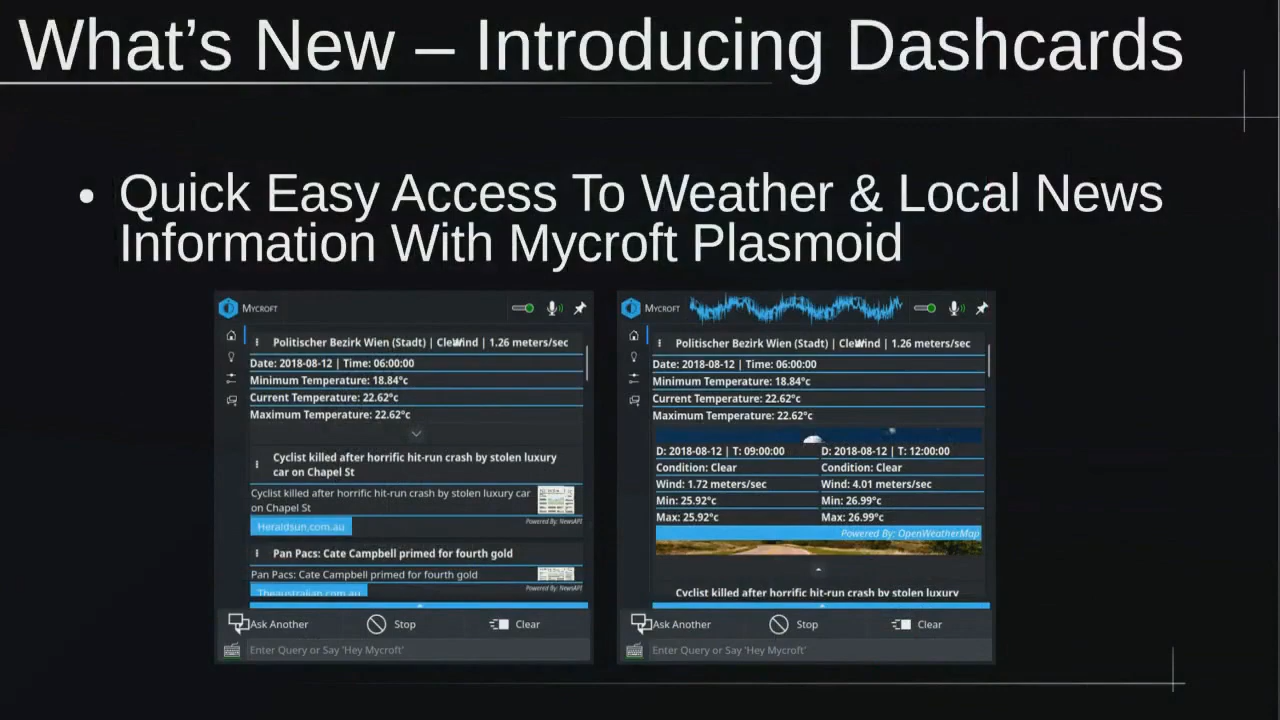 What’s New – Introducing Dashcards
• Quick Easy Access To Weather & Local News
Information With Mycroft Plasmoid
MYCROFT
Politischer Bezirk Wien (Stadt) | Wind | 1.26 meters/sec
Date: 2018-08-12 | Time: 06:00:00
Minimum Temperature: 18.84°c
Current Temperature: 22.62°c
Maximum Temperature: 22.62°c
Cyclist killed after horrific hit-run crash by stolen luxury
car on Chapel St
Cyclist killed after horrific hit-run crash by stolen luxury car
on Chapel St
Heraldsun.com.au
Powered By: NewsAPI
Pan Pacs: Cate Campbell primed for fourth gold
Pan Pacs: Cate Campbell primed for fourth gold
Theaustralian.com.au
Powered By: NewsAPI
Ask Another Stop Clear
Enter Query or Say 'Hey Mycroft'
MYCROFT
Politischer Bezirk Wien (Stadt) | Wind | 1.26 meters/sec
Date: 2018-08-12 | Time: 06:00:00
Minimum Temperature: 18.84°c
Current Temperature: 22.62°c
Maximum Temperature: 22.62°c
D: 2018-08-12 | T: 09:00:00 D: 2018-08-12 | T: 12:00:00
Condition: Clear Condition: Clear
Wind: 1.72 meters/sec Wind: 4.01 meters/sec
Min: 25.92°c Min: 26.99°c
Max: 25.92°c Max: 26.99°c
Powered By: OpenWeatherMap
Cyclist killed after horrific hit-run crash by stolen luxury
Ask Another Stop Clear
Enter Query or Say 'Hey Mycroft'